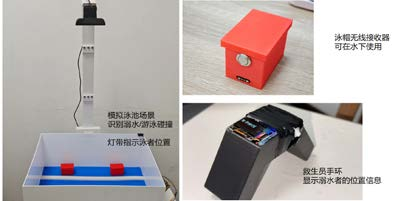 模拟泳池场景
识别溺水/游泳碰撞
灯带指示泳者位置
泳帽无线接收器
可在水下使用
救生员手环
显示溺水者的位置信息